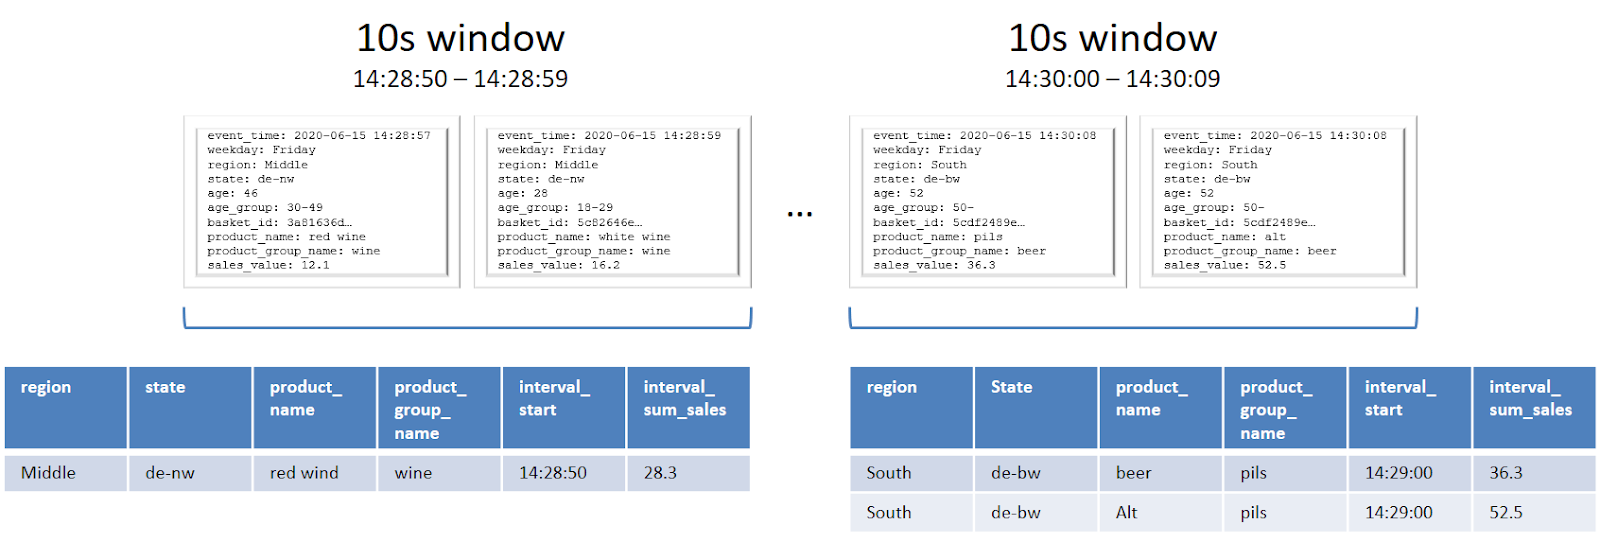 10s window
14:28:50 – 14:28:59
event_time: 2020-06-15 14:28:57
weekday: Friday
region: Middle
state: de-nw
age: 46
age_group: 30-49
basket_id: 3a81636d…
product_name: red wine
product_group_name: wine
sales_value: 12.1
event_time: 2020-06-15 14:28:59
weekday: Friday
region: Middle
state: de-nw
age: 28
age_group: 18-29
basket_id: 5c82646e…
product_name: white wine
product_group_name: wine
sales_value: 16.2
...
10s window
14:30:00 – 14:30:09
event_time: 2020-06-15 14:30:08
weekday: Friday
region: South
state: de-bw
age: 52
age_group: 50-
basket_id: 5cdf2489e…
product_name: pils
product_group_name: beer
sales_value: 36.3
event_time: 2020-06-15 14:30:08
weekday: Friday
region: South
state: de-bw
age: 52
age_group: 50-
basket_id: 5cdf2489e…
product_name: alt
product_group_name: beer
sales_value: 52.5
region state product_ name product_ group_ name interval_ start interval_ sum_sales
Middle de-nw red wind wine 14:28:50 28.3
region State product_ name product_ group_ name interval_ start interval_ sum_sales
South de-bw beer pils 14:29:00 36.3
South de-bw Alt pils 14:29:00 52.5